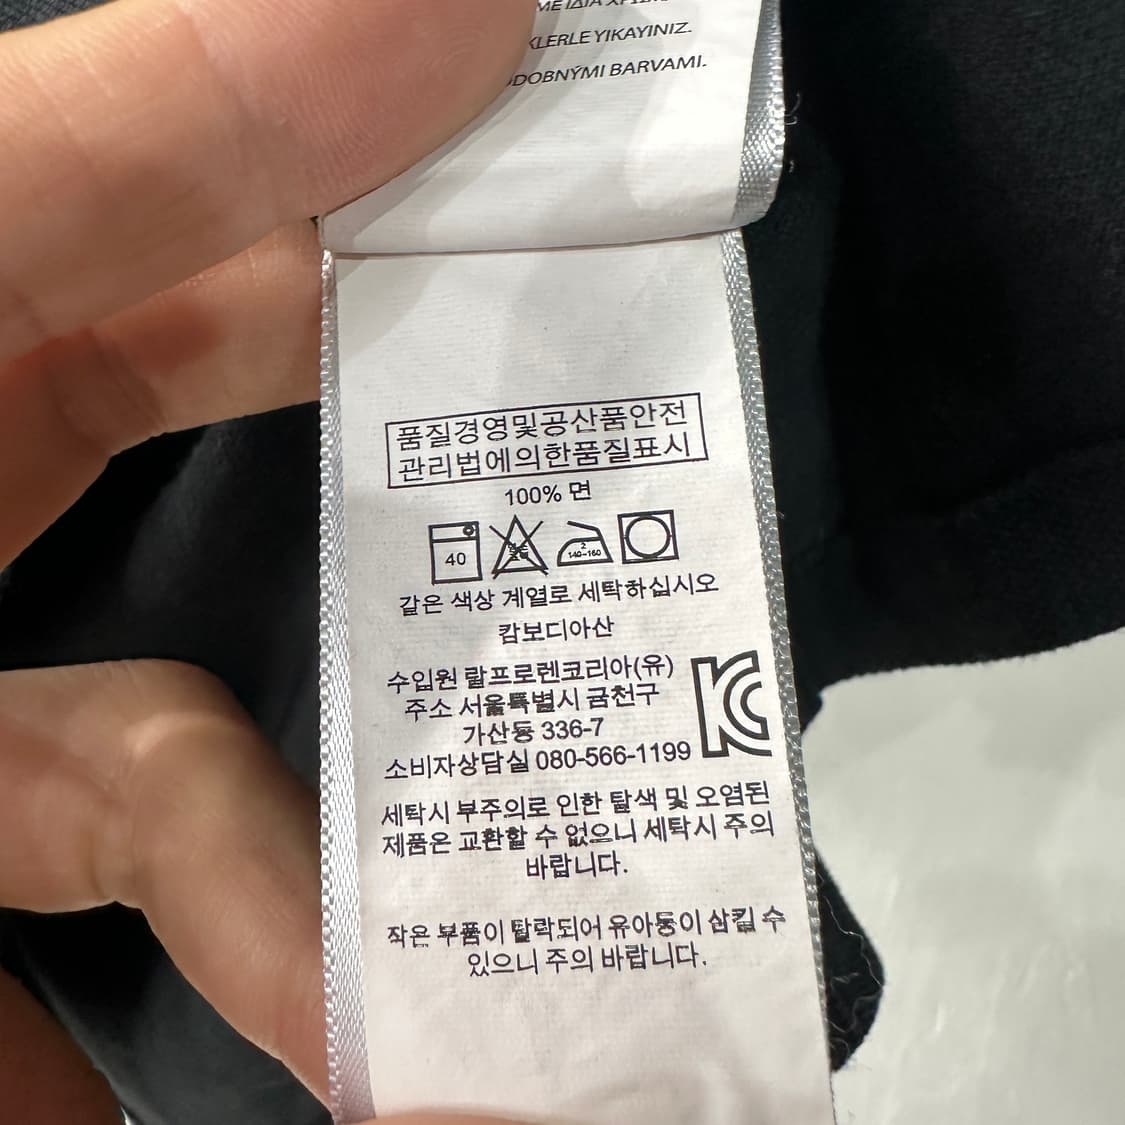 ΜΕ ΙΔΙΑ
YIKAYINIZ.
BARVAMI.
품질경영및공산품안전
관리법에의한품질표시
100% 면
40
2
140~160
같은 색상 계열로 세탁하십시오
캄보디아산
수입원 랄프로렌코리아(유)
주소 서울특별시 금천구
가산동 336-7
소비자상담실 080-566-1199
세탁시 부주의로 인한 탈색 및 오염된
제품은 교환할 수 없으니 세탁시 주의
바랍니다.
작은 부품이 탈락되어 유아동이 삼킬 수
있으니 주의 바랍니다.